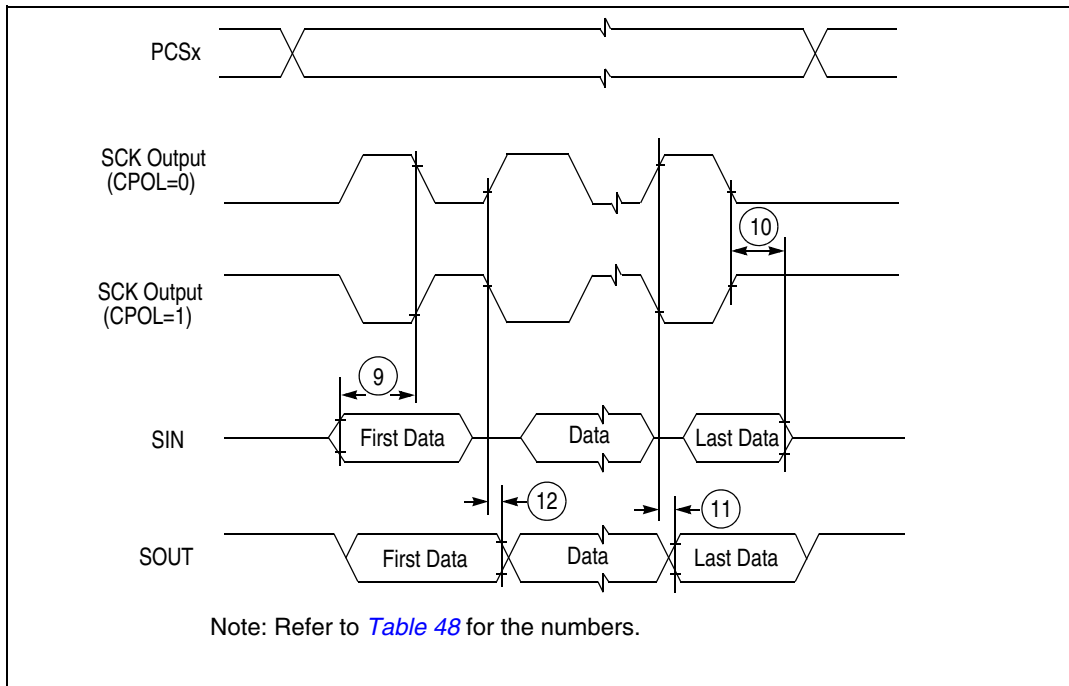 PCSx
SCK Output
(CPOL=0)
10
SCK Output
(CPOL=1)
9
SIN
First Data
Data
Last Data
12
11
SOUT
First Data
Data
Last Data
Note: Refer to Table 48 for the numbers.